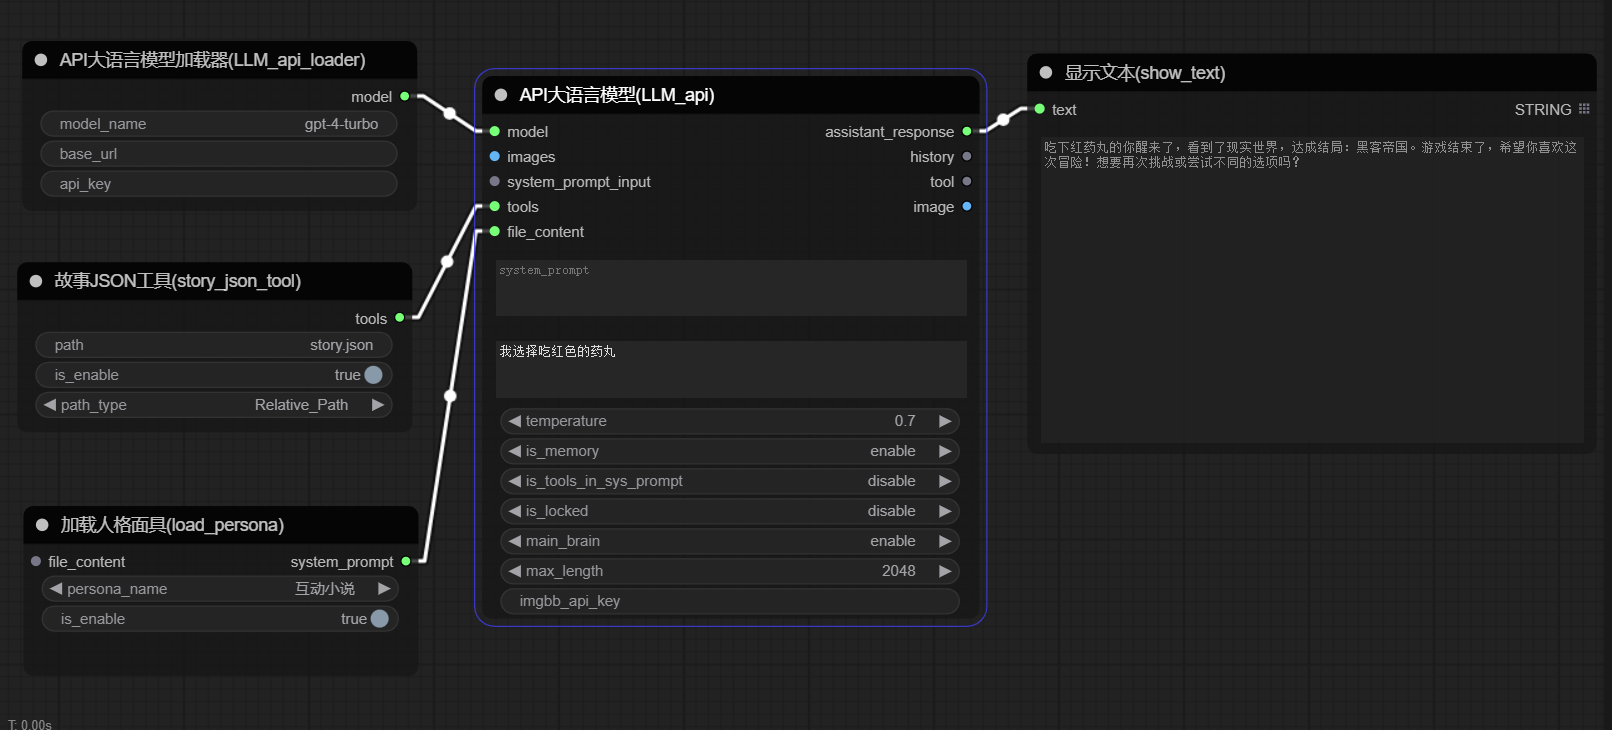 API大语言模型加载器(LLM_api_loader)
model
model_name gpt-4-turbo
base_url
api_key
故事JSON工具(story_json_tool)
tools
path story.json
is_enable true
path_type Relative_Path
加载人格面具(load_persona)
file_content system_prompt
persona_name 互动小说
is_enable true
API大语言模型(LLM_api)
model assistant_response
images history
system_prompt_input tool
tools image
file_content
system_prompt
我选择吃红色的药丸
temperature 0.7
is_memory enable
is_tools_in_sys_prompt disable
is_locked disable
main_brain enable
max_length 2048
imgbb_api_key
显示文本(show_text)
text STRING
吃下红药丸的你醒来了，看到了现实世界，达成结局：黑客帝国。游戏结束了，希望你喜欢这
次冒险！想要再次挑战或尝试不同的选项吗？
T: 0.00s